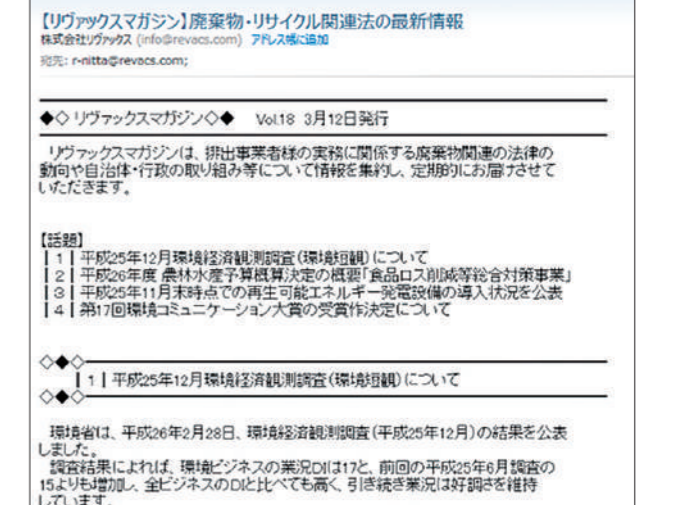 【リヴァックスマガジン】廃棄物・リサイクル関連法の最新情報
株式会社リヴァックス (info@revacs.com) アドレス帳に追加
宛先: r-nitta@revacs.com;
◆◇ リヴァックスマガジン◇◆ Vol.18 3月12日発行
リヴァックスマガジンは、排出事業者様の実務に関係する廃棄物関連の法律の
動向や自治体・行政の取り組み等について情報を集約し、定期的にお届けさせて
いただきます。
【話題】
| 1 | 平成25年12月環境経済観測調査(環境短観)について
| 2 | 平成26年度 農林水産予算概算決定の概要「食品ロス削減等総合対策事業」
| 3 | 平成25年11月末時点での再生可能エネルギー発電設備の導入状況を公表
| 4 | 第17回環境コミュニケーション大賞の受賞作決定について
◇◆◇
| 1 | 平成25年12月環境経済観測調査(環境短観)について
◇◆◇
環境省は、平成26年2月28日、環境経済観測調査(平成25年12月)の結果を公表
しました。
調査結果によれば、環境ビジネスの業況DIは17と、前回の平成25年6月調査の
15よりも増加し、全ビジネスのDIと比べても高く、引き続き業況は好調さを維持
しています。